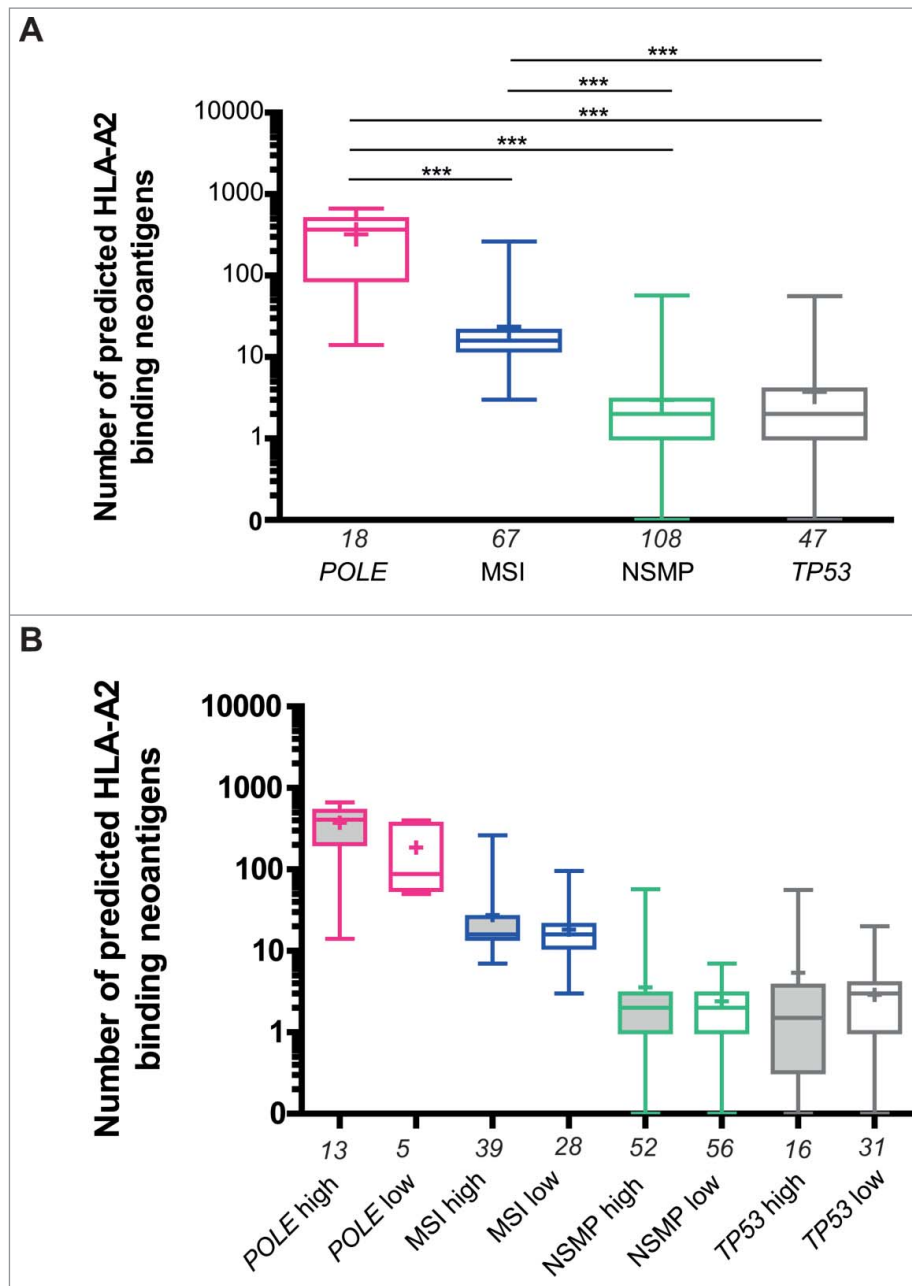 A
***
***
***
***
***
Number of predicted HLA-A2
binding neoantigens
10000
1000
100
10
1
0
18 67 108 47
POLE MSI NSMP TP53
B
Number of predicted HLA-A2
binding neoantigens
10000
1000
100
10
1
0
13 5 39 28 52 56 16 31
POLE high
POLE low
MSI high
MSI low
NSMP high
NSMP low
TP53 high
TP53 low